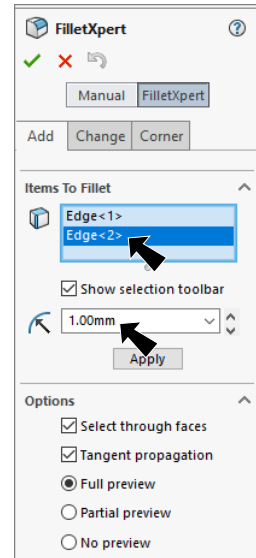 FilletXpert
Manual FilletXpert
Add Change Corner
Items To Fillet
Edge<1>
Edge<2>
Show selection toolbar
1.00mm
Apply
Options
Select through faces
Tangent propagation
Full preview
Partial preview
No preview